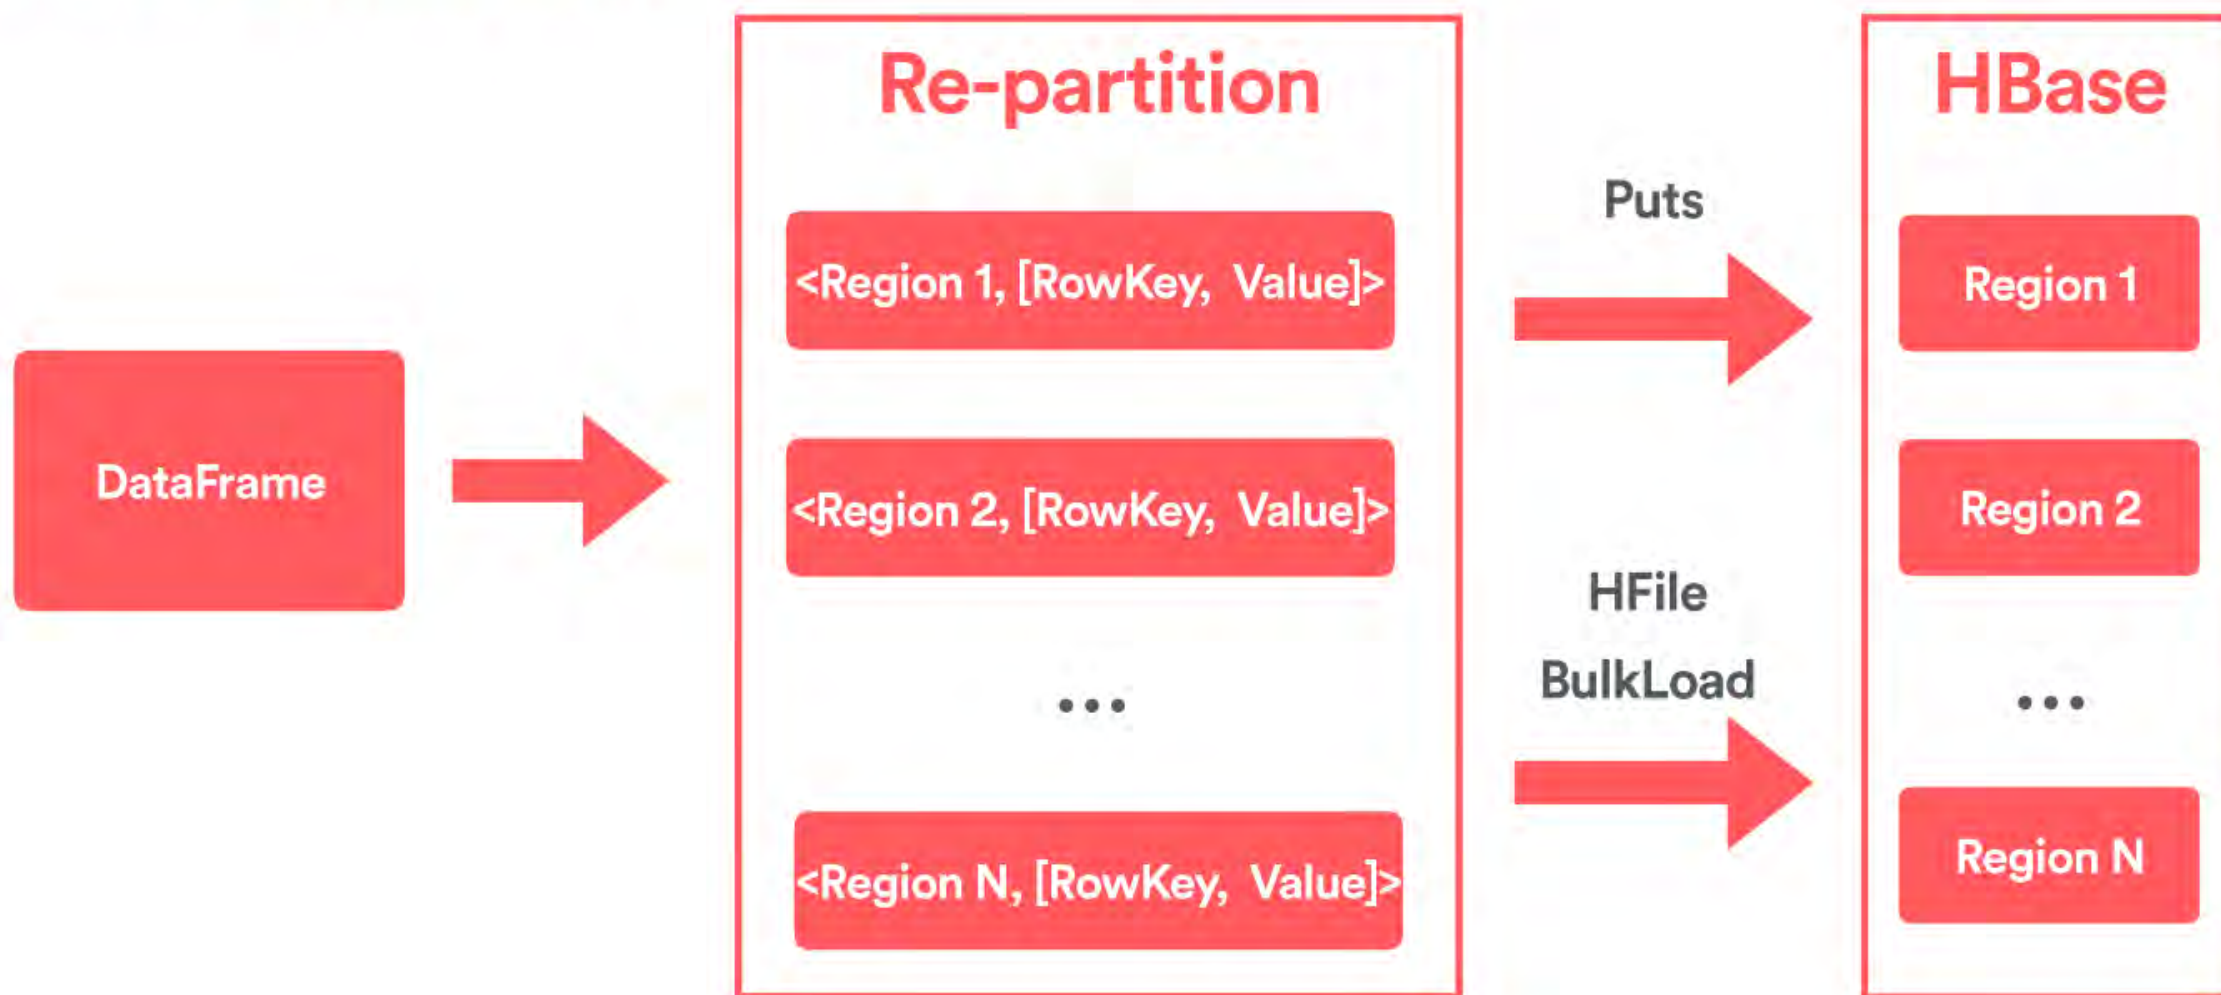 DataFrame
Re-partition
<Region 1, [RowKey, Value]>
<Region 2, [RowKey, Value]>
...
<Region N, [RowKey, Value]>
Puts
HFile
BulkLoad
HBase
Region 1
Region 2
...
Region N